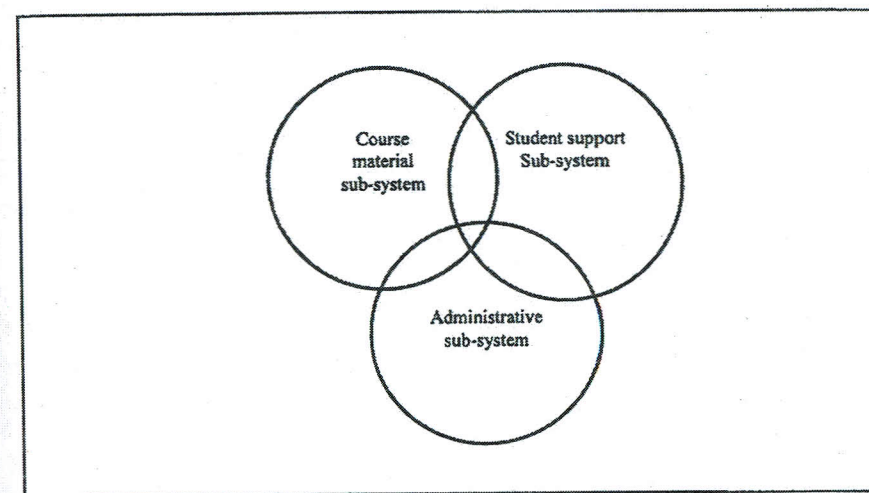 Course
material
sub-system
Student support
Sub-system
Administrative
sub-system